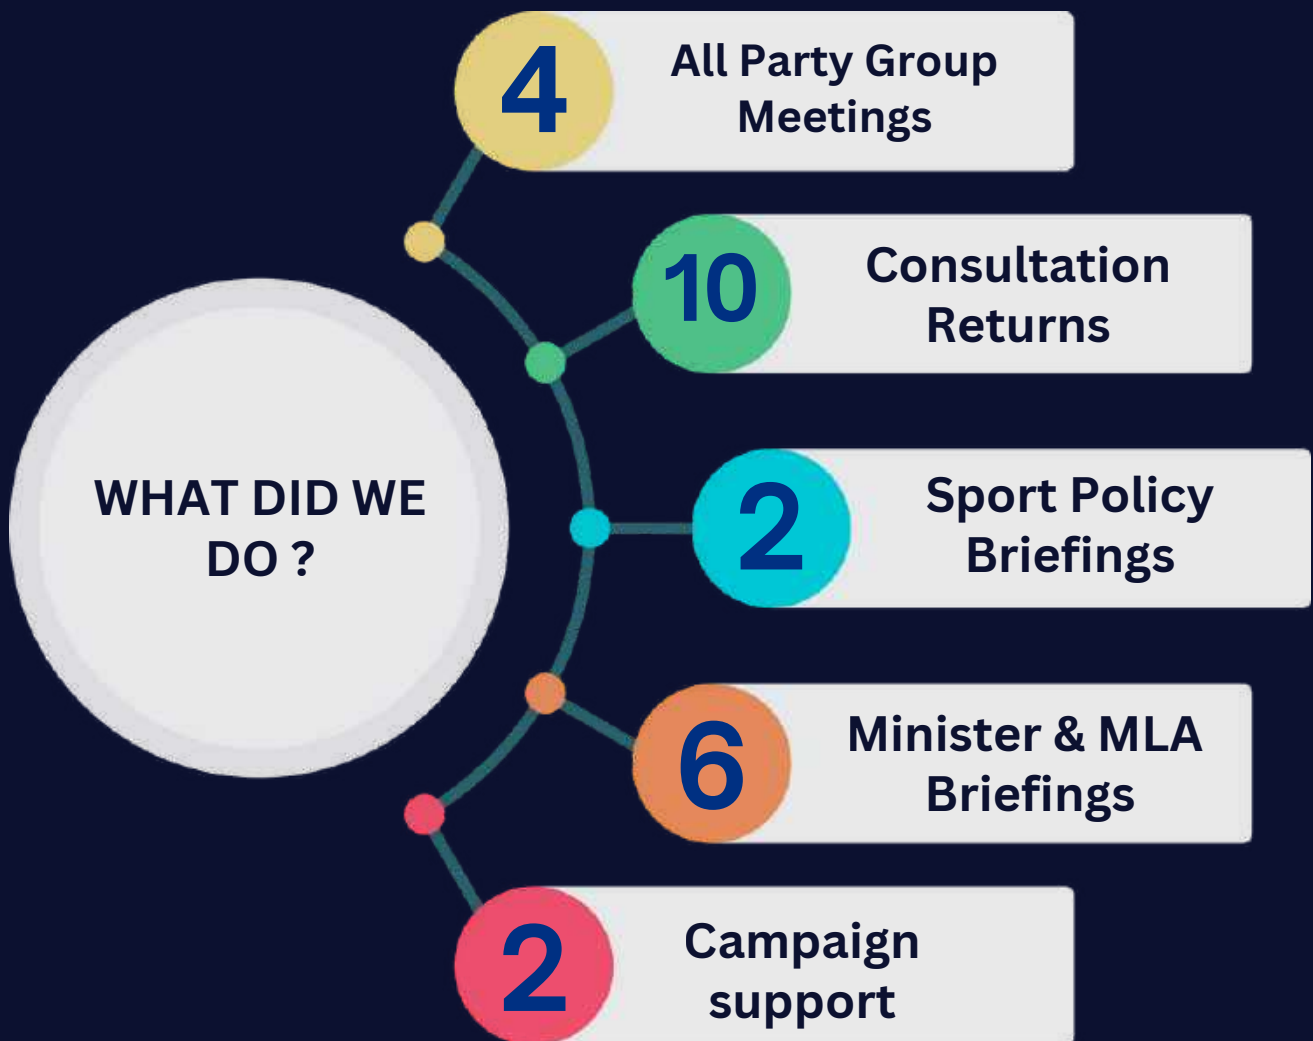 4
All Party Group
Meetings
10
Consultation
Returns
WHAT DID WE
DO ?
2
Sport Policy
Briefings
6
Minister & MLA
Briefings
2
Campaign
support